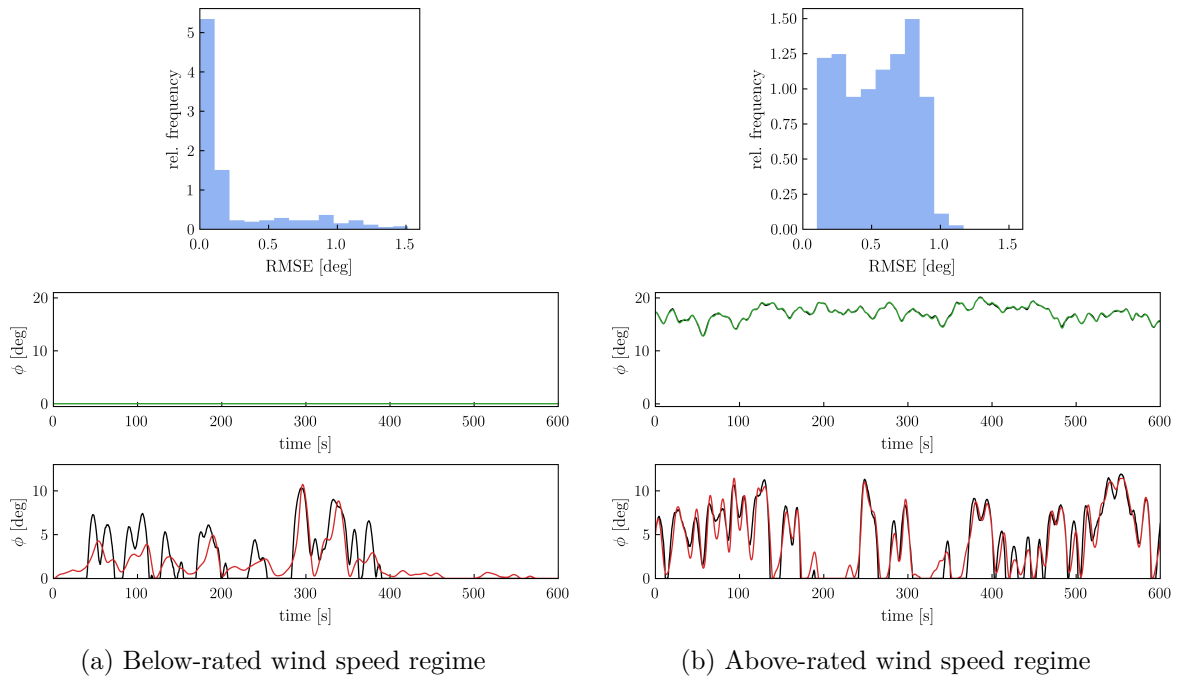 rel. frequency
5
4
3
2
1
0
0.0 0.5 1.0 1.5
RMSE [deg]
rel. frequency
1.50
1.25
1.00
0.75
0.50
0.25
0.00
0.0 0.5 1.0 1.5
RMSE [deg]
ϕ [deg]
20
10
0
0 100 200 300 400 500 600
time [s]
ϕ [deg]
20
10
0
0 100 200 300 400 500 600
time [s]
ϕ [deg]
10
5
0
0 100 200 300 400 500 600
time [s]
ϕ [deg]
10
5
0
0 100 200 300 400 500 600
time [s]
(a) Below-rated wind speed regime
(b) Above-rated wind speed regime